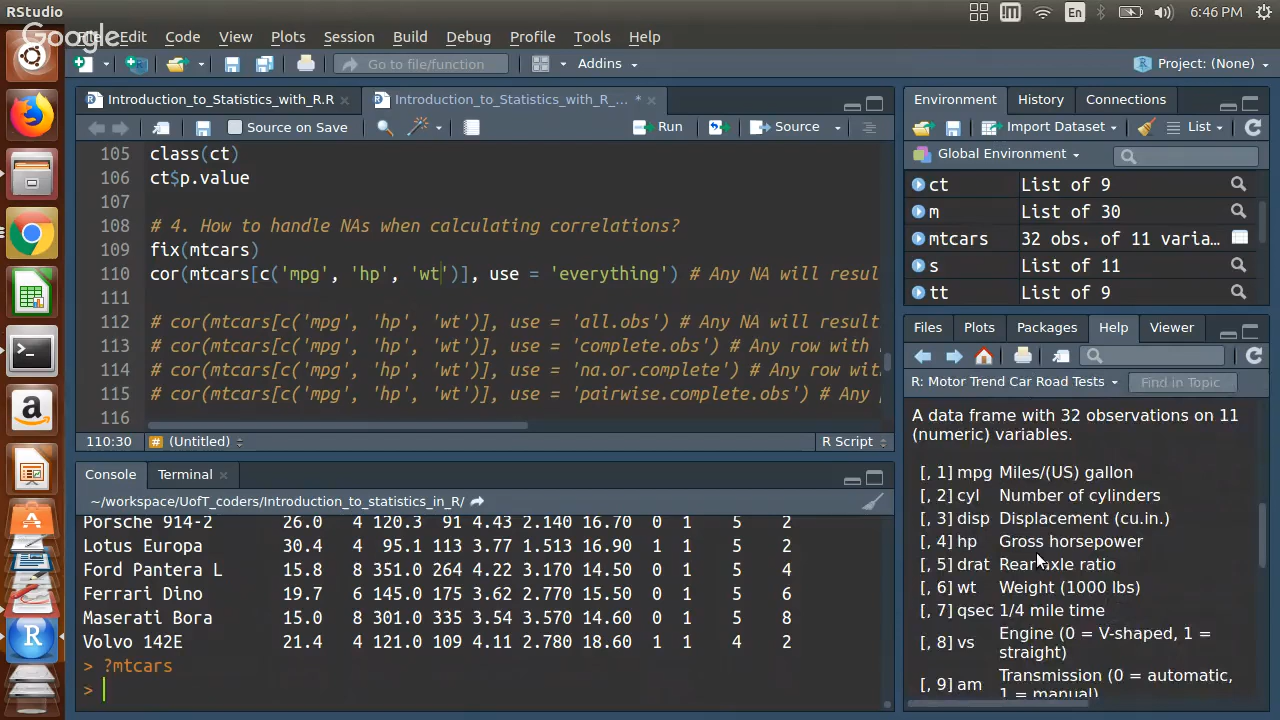 RStudio
En
6:46 PM
Google
File Edit Code View Plots Session Build Debug Profile Tools Help
Go to file/function
Addins
Project: (None)
Introduction_to_Statistics_with_R.R
Introduction_to_Statistics_with_R_... *
Source on Save
Run
Source
105 class(ct)
106 ct$p.value
107
108 # 4. How to handle NAs when calculating correlations?
109 fix(mtcars)
110 cor(mtcars[c('mpg', 'hp', 'wt')], use = 'everything') # Any NA will resul
111
112 # cor(mtcars[c('mpg', 'hp', 'wt')], use = 'all.obs') # Any NA will result
113 # cor(mtcars[c('mpg', 'hp', 'wt')], use = 'complete.obs') # Any row with
114 # cor(mtcars[c('mpg', 'hp', 'wt')], use = 'na.or.complete') # Any row wit
115 # cor(mtcars[c('mpg', 'hp', 'wt')], use = 'pairwise.complete.obs') # Any
116
110:30
# (Untitled)
R Script
Console Terminal
~/workspace/UofT_coders/Introduction_to_statistics_in_R/
Porsche 914-2 26.0 4 120.3 91 4.43 2.140 16.70 0 1 5 2
Lotus Europa 30.4 4 95.1 113 3.77 1.513 16.90 1 1 5 2
Ford Pantera L 15.8 8 351.0 264 4.22 3.170 14.50 0 1 5 4
Ferrari Dino 19.7 6 145.0 175 3.62 2.770 15.50 0 1 5 6
Maserati Bora 15.0 8 301.0 335 3.54 3.570 14.60 0 1 5 8
Volvo 142E 21.4 4 121.0 109 4.11 2.780 18.60 1 1 4 2
> ?mtcars
>
Environment History Connections
Import Dataset
List
Global Environment
ct List of 9
m List of 30
mtcars 32 obs. of 11 varia...
s List of 11
tt List of 9
Files Plots Packages Help Viewer
R: Motor Trend Car Road Tests
Find in Topic
A data frame with 32 observations on 11
(numeric) variables.
[, 1] mpg Miles/(US) gallon
[, 2] cyl Number of cylinders
[, 3] disp Displacement (cu.in.)
[, 4] hp Gross horsepower
[, 5] drat Rear axle ratio
[, 6] wt Weight (1000 lbs)
[, 7] qsec 1/4 mile time
[, 8] vs Engine (0 = V-shaped, 1 =
straight)
[, 9] am Transmission (0 = automatic,
1 = manual)